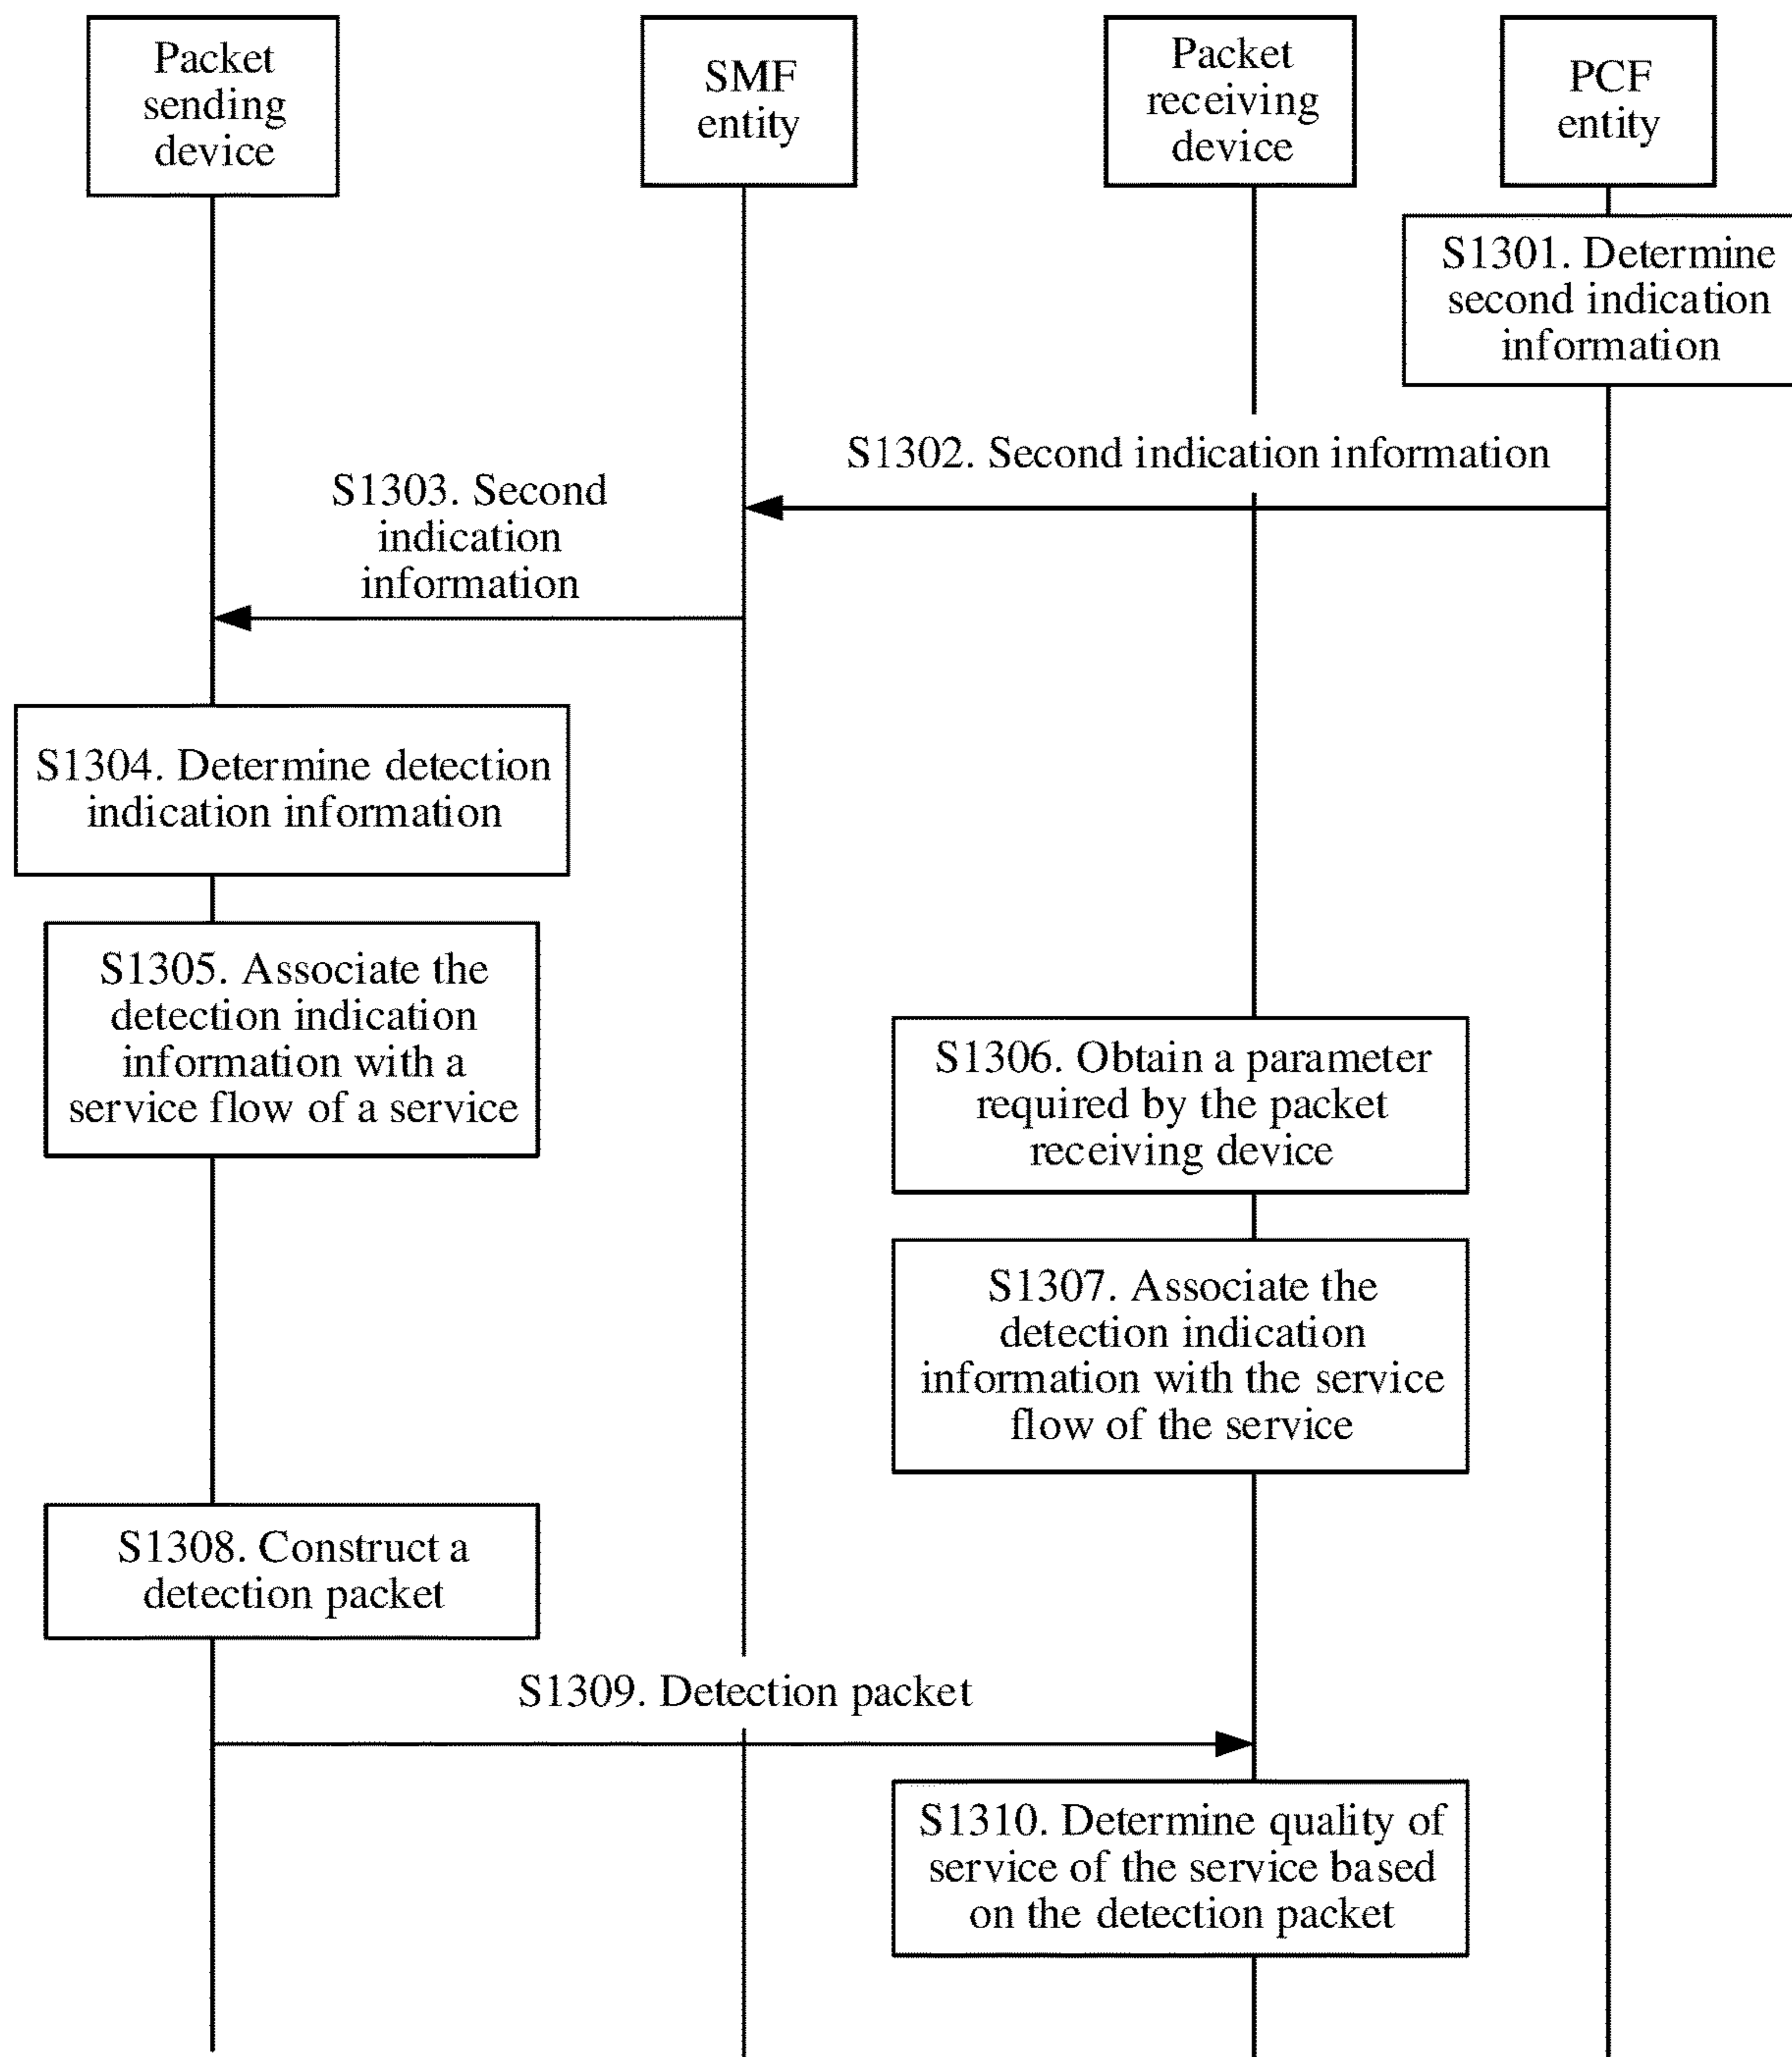 Packet
sending
device
SMF
entity
Packet
receiving
device
PCF
entity
S1301. Determine
second indication
information
S1302. Second indication information
S1303. Second
indication
information
S1304. Determine detection
indication information
S1305. Associate the
detection indication
information with a
service flow of a service
S1306. Obtain a parameter
required by the packet
receiving device
S1307. Associate the
detection indication
information with the service
flow of the service
S1308. Construct a
detection packet
S1309. Detection packet
S1310. Determine quality of
service of the service based
on the detection packet